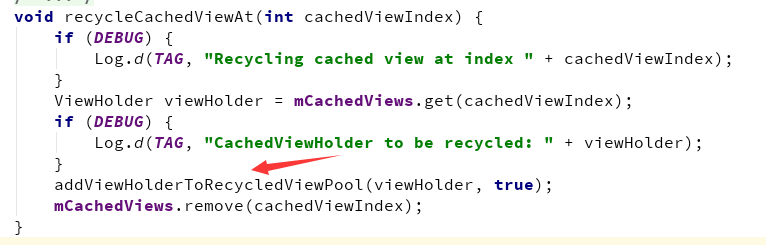 void recycleCachedViewAt(int cachedViewIndex) {
    if (DEBUG) {
        Log.d(TAG, "Recycling cached view at index " + cachedViewIndex);
    }
    ViewHolder viewHolder = mCachedViews.get(cachedViewIndex);
    if (DEBUG) {
        Log.d(TAG, "CachedViewHolder to be recycled: " + viewHolder);
    }
    addViewHolderToRecycledViewPool(viewHolder, true);
    mCachedViews.remove(cachedViewIndex);
}